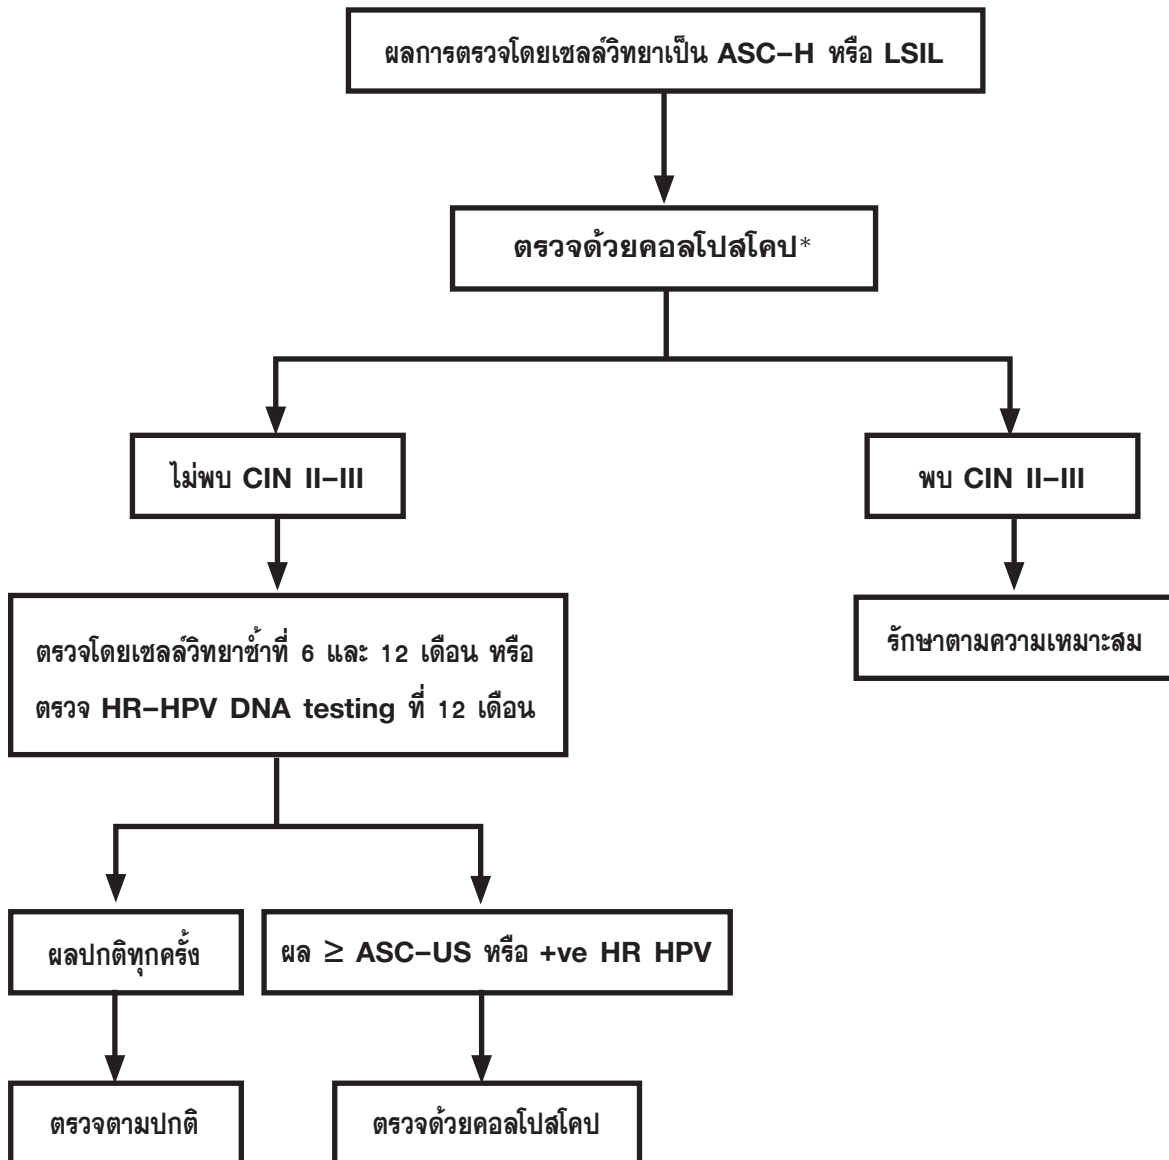 ผลการตรวจโดยเซลล์วิทยาเป็น ASC–H หรือ LSIL
ตรวจด้วยคอลโปสโคป*
ไม่พบ CIN II–III
พบ CIN II–III
ตรวจโดยเซลล์วิทยาซ้ำที่ 6 และ 12 เดือน หรือ
ตรวจ HR–HPV DNA testing ที่ 12 เดือน
รักษาตามความเหมาะสม
ผลปกติทุกครั้ง
ผล ≥ ASC–US หรือ +ve HR HPV
ตรวจตามปกติ
ตรวจด้วยคอลโปสโคป